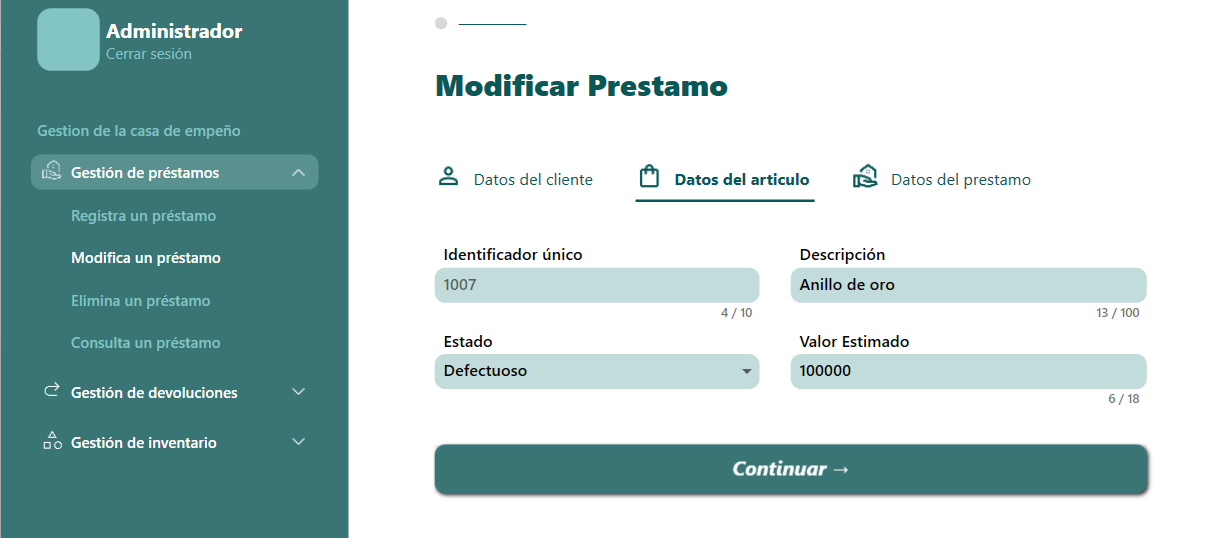 Administrador
Cerrar sesión
Gestion de la casa de empeño
Gestión de préstamos
Registra un préstamo
Modifica un préstamo
Elimina un préstamo
Consulta un préstamo
Gestión de devoluciones
Gestión de inventario
Modificar Prestamo
Datos del cliente
Datos del articulo
Datos del prestamo
Identificador único
1007
4 / 10
Descripción
Anillo de oro
13 / 100
Estado
Defectuoso
Valor Estimado
100000
6 / 18
Continuar →